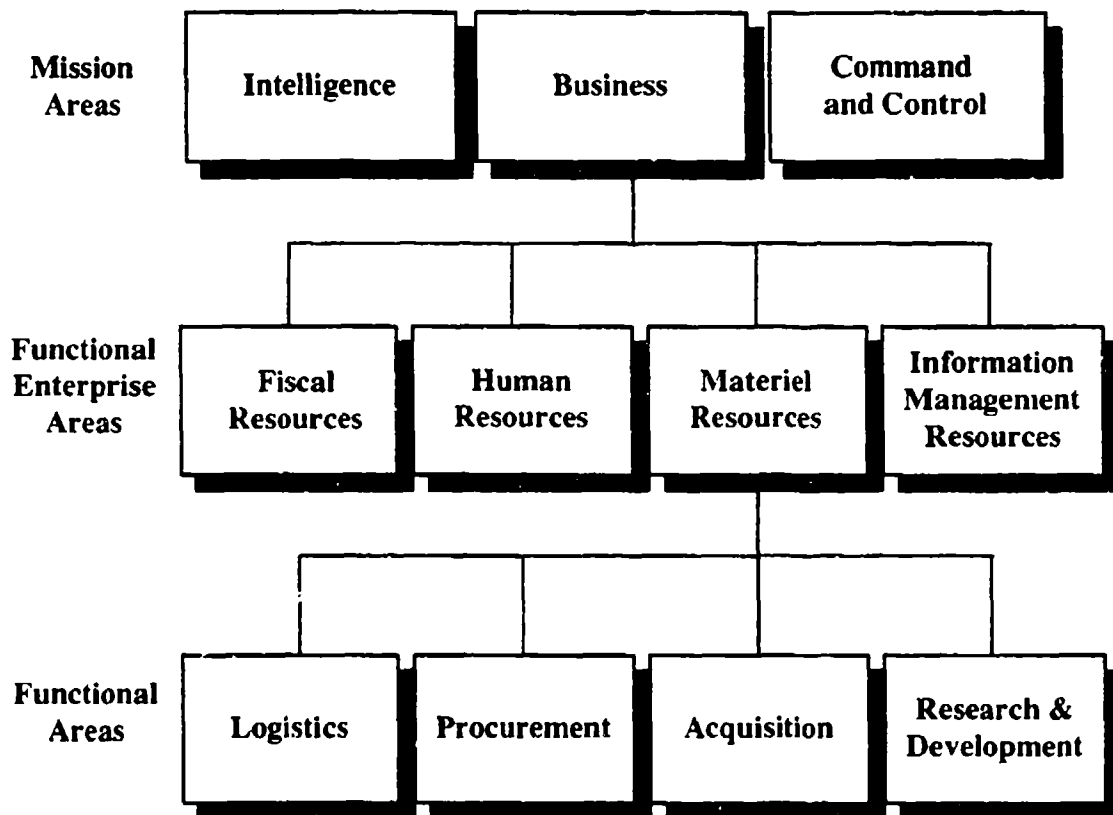 Mission
Areas
Intelligence
Business
Command
and Control
Functional
Enterprise
Areas
Fiscal
Resources
Human
Resources
Materiel
Resources
Information
Management
Resources
Functional
Areas
Logistics
Procurement
Acquisition
Research &
Development